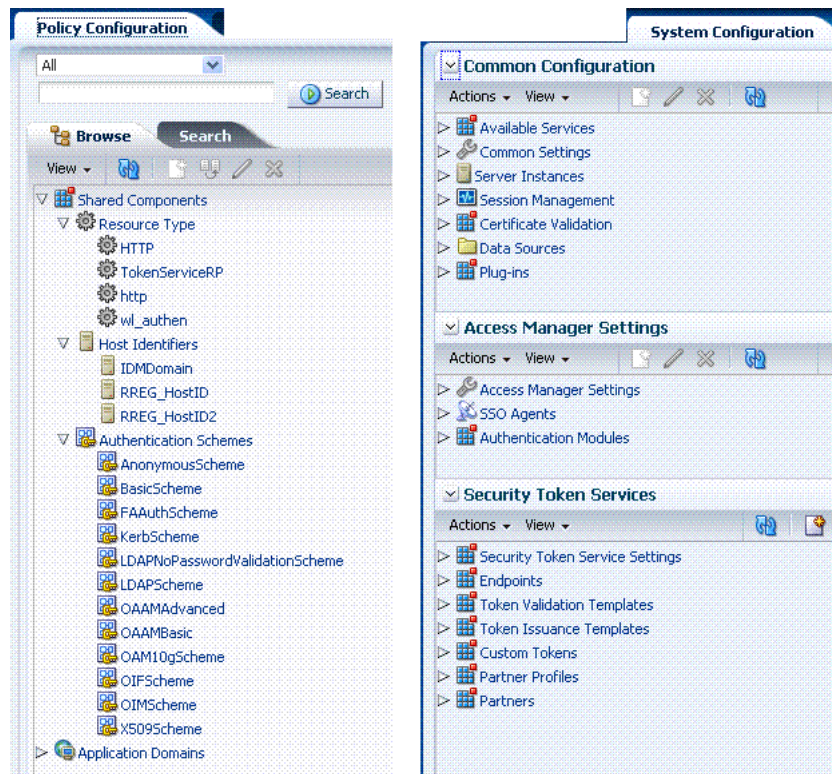 Policy Configuration
All
Search
Browse
Search
View
Shared Components
Resource Type
HTTP
TokenServiceRP
http
wl_authen
Host Identifiers
IDMDomain
RREG_HostID
RREG_HostID2
Authentication Schemes
AnonymousScheme
BasicScheme
FAAuthScheme
KerbScheme
LDAPNoPasswordValidationScheme
LDAPScheme
OAAMAdvanced
OAAMBasic
OAM10gScheme
OIFScheme
OIMScheme
X509Scheme
Application Domains
System Configuration
Common Configuration
Actions View
Available Services
Common Settings
Server Instances
Session Management
Certificate Validation
Data Sources
Plug-ins
Access Manager Settings
Actions View
Access Manager Settings
SSO Agents
Authentication Modules
Security Token Services
Actions View
Security Token Service Settings
Endpoints
Token Validation Templates
Token Issuance Templates
Custom Tokens
Partner Profiles
Partners